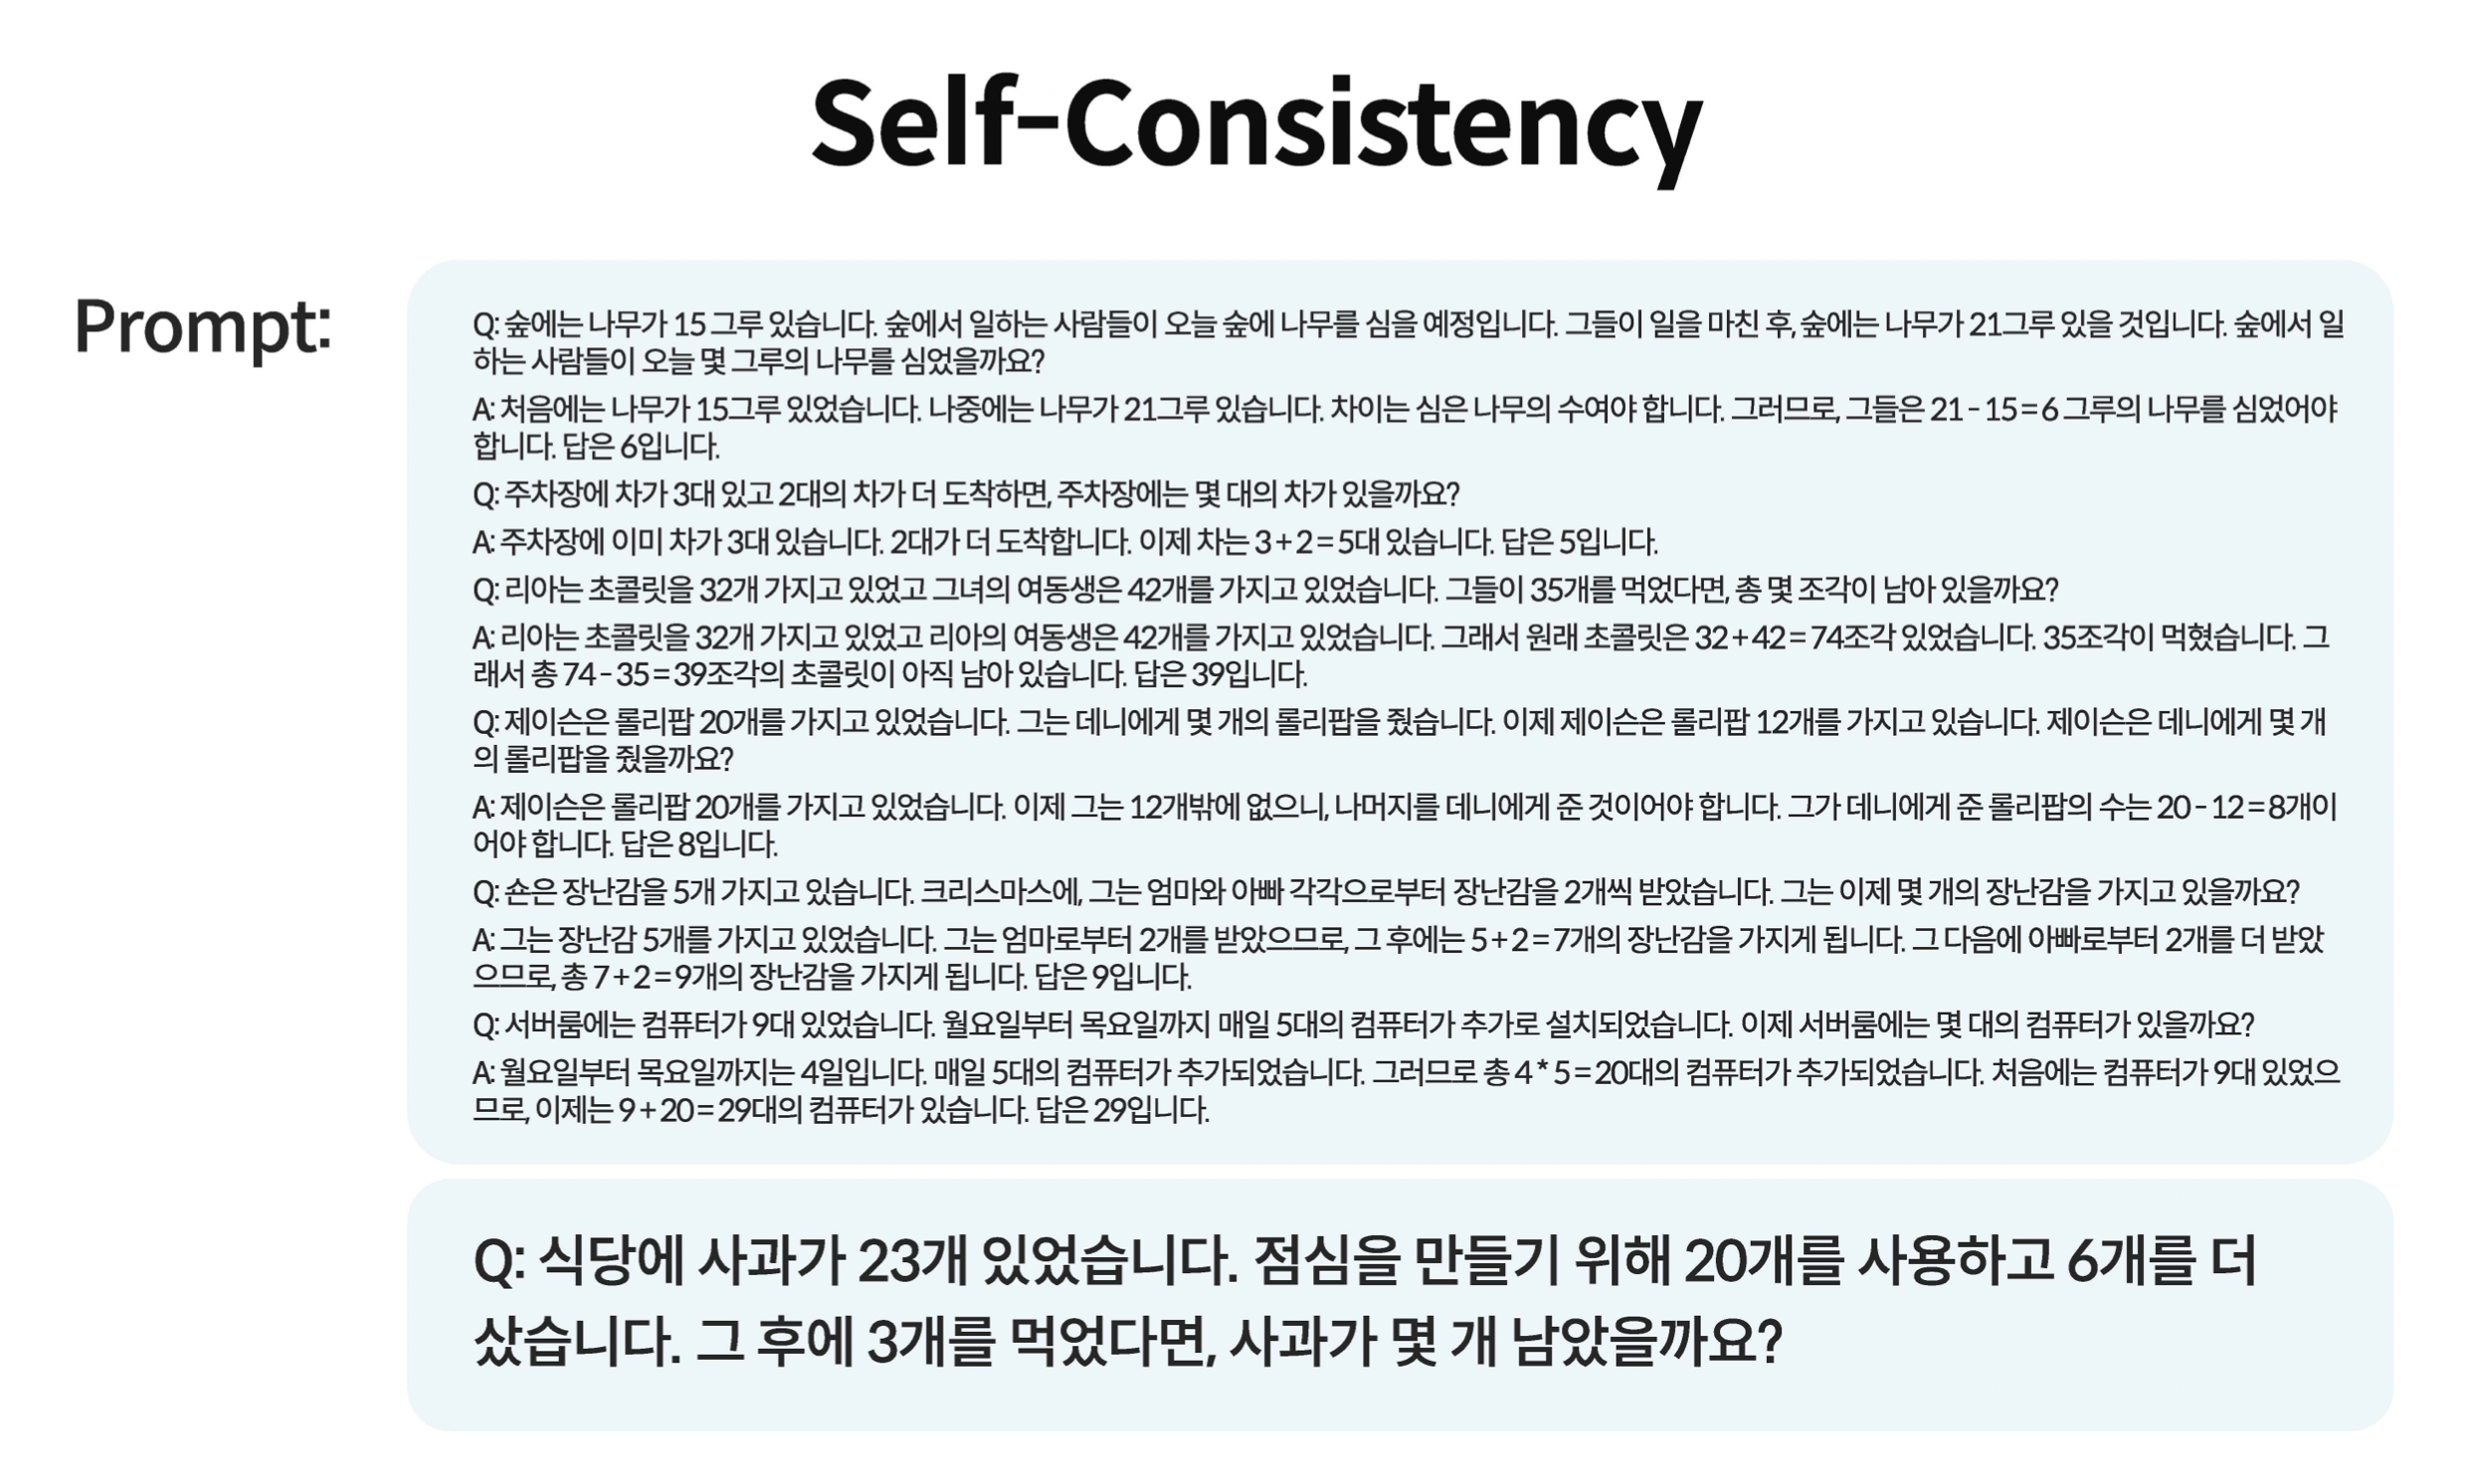 Self-Consistency
Prompt:
Q: 숲에는 나무가 15 그루 있습니다. 숲에서 일하는 사람들이 오늘 숲에 나무를 심을 예정입니다. 그들이 일을 마친 후, 숲에는 나무가 21그루 있을 것입니다. 숲에서 일
하는 사람들이 오늘 몇 그루의 나무를 심었을까요?
A: 처음에는 나무가 15그루 있었습니다. 나중에는 나무가 21그루 있습니다. 차이는 심은 나무의 수여야 합니다. 그러므로, 그들은 21 - 15 = 6 그루의 나무를 심었어야
합니다. 답은 6입니다.
Q: 주차장에 차가 3대 있고 2대의 차가 더 도착하면, 주차장에는 몇 대의 차가 있을까요?
A: 주차장에 이미 차가 3대 있습니다. 2대가 더 도착합니다. 이제 차는 3 + 2 = 5대 있습니다. 답은 5입니다.
Q: 리아는 초콜릿을 32개 가지고 있었고 그녀의 여동생은 42개를 가지고 있었습니다. 그들이 35개를 먹었다면, 총 몇 조각이 남아 있을까요?
A: 리아는 초콜릿을 32개 가지고 있었고 리아의 여동생은 42개를 가지고 있었습니다. 그래서 원래 초콜릿은 32 + 42 = 74조각 있었습니다. 35조각이 먹혔습니다. 그
래서 총 74 - 35 = 39조각의 초콜릿이 아직 남아 있습니다. 답은 39입니다.
Q: 제이슨은 롤리팝 20개를 가지고 있었습니다. 그는 데니에게 몇 개의 롤리팝을 줬습니다. 이제 제이슨은 롤리팝 12개를 가지고 있습니다. 제이슨은 데니에게 몇 개
의 롤리팝을 줬을까요?
A: 제이슨은 롤리팝 20개를 가지고 있었습니다. 이제 그는 12개밖에 없으니, 나머지를 데니에게 준 것이어야 합니다. 그가 데니에게 준 롤리팝의 수는 20 - 12 = 8개이
어야 합니다. 답은 8입니다.
Q: 숀은 장난감을 5개 가지고 있습니다. 크리스마스에, 그는 엄마와 아빠 각각으로부터 장난감을 2개씩 받았습니다. 그는 이제 몇 개의 장난감을 가지고 있을까요?
A: 그는 장난감 5개를 가지고 있었습니다. 그는 엄마로부터 2개를 받았으므로, 그 후에는 5 + 2 = 7개의 장난감을 가지게 됩니다. 그 다음에 아빠로부터 2개를 더 받았
으므로, 총 7 + 2 = 9개의 장난감을 가지게 됩니다. 답은 9입니다.
Q: 서버룸에는 컴퓨터가 9대 있었습니다. 월요일부터 목요일까지 매일 5대의 컴퓨터가 추가로 설치되었습니다. 이제 서버룸에는 몇 대의 컴퓨터가 있을까요?
A: 월요일부터 목요일까지는 4일입니다. 매일 5대의 컴퓨터가 추가되었습니다. 그러므로 총 4 * 5 = 20대의 컴퓨터가 추가되었습니다. 처음에는 컴퓨터가 9대 있었으
므로, 이제는 9 + 20 = 29대의 컴퓨터가 있습니다. 답은 29입니다.
Q: 식당에 사과가 23개 있었습니다. 점심을 만들기 위해 20개를 사용하고 6개를 더
샀습니다. 그 후에 3개를 먹었다면, 사과가 몇 개 남았을까요?